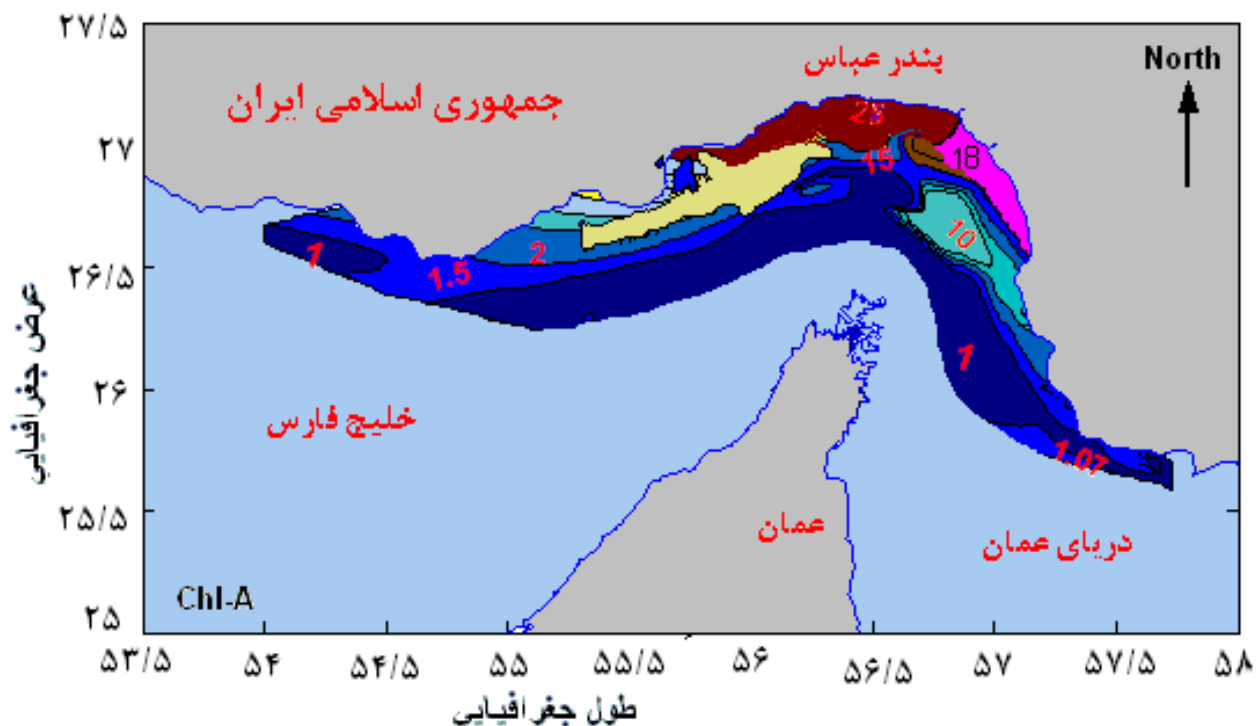 ۲۷/۵
۲۷
۲۶/۵
۲۶
۲۵/۵
۲۵
عرض جغرافیایی
بندر عباس
North
جمهوری اسلامی ایران
25
15
18
10
1
1.5
2
1
1.07
خلیج فارس
عمان
دریای عمان
Chl-A
۵۳/۵
۵۴
۵۴/۵
۵۵
۵۵/۵
۵۶
۵۶/۵
۵۷
۵۷/۵
۵۸
طول جغرافیایی